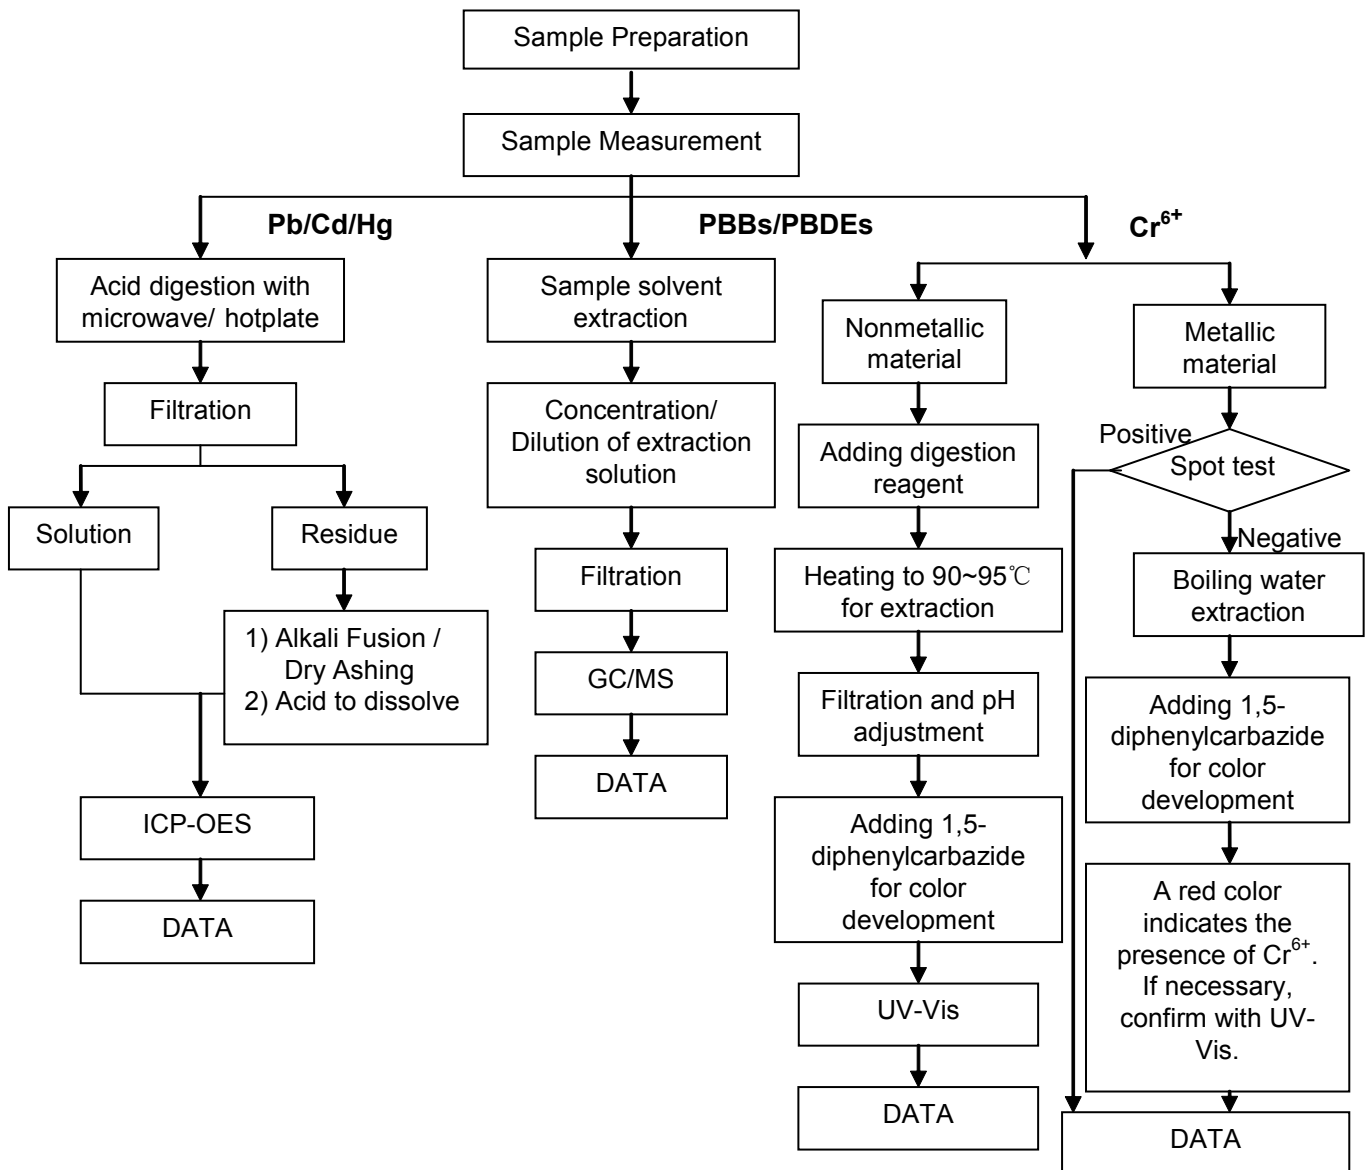 Sample Preparation
Sample Measurement
Pb/Cd/Hg
PBBs/PBDEs
Cr⁶⁺
Acid digestion with
microwave/ hotplate
Filtration
Solution
Residue
1) Alkali Fusion /
Dry Ashing
2) Acid to dissolve
ICP-OES
DATA
Sample solvent
extraction
Concentration/
Dilution of extraction
solution
Filtration
GC/MS
DATA
Nonmetallic
material
Adding digestion
reagent
Heating to 90~95℃
for extraction
Filtration and pH
adjustment
Adding 1,5-
diphenylcarbazide
for color
development
UV-Vis
DATA
Metallic
material
Positive
Spot test
Negative
Boiling water
extraction
Adding 1,5-
diphenylcarbazide
for color
development
A red color
indicates the
presence of Cr⁶⁺.
If necessary,
confirm with UV-
Vis.
DATA